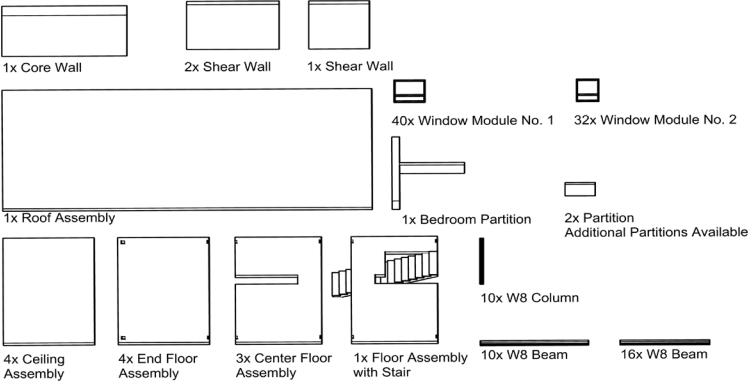 1x Core Wall
2x Shear Wall
1x Shear Wall
40x Window Module No. 1
32x Window Module No. 2
1x Roof Assembly
1x Bedroom Partition
2x Partition
Additional Partitions Available
10x W8 Column
4x Ceiling
Assembly
4x End Floor
Assembly
3x Center Floor
Assembly
1x Floor Assembly
with Stair
10x W8 Beam
16x W8 Beam